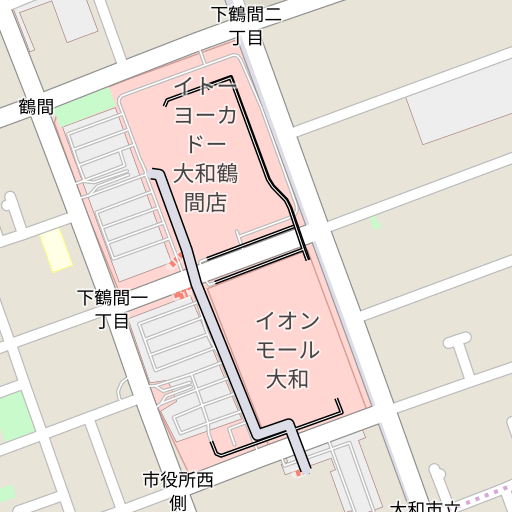 下鶴間二
丁目
イトー
ヨーカ
ドー
大和鶴
間店
鶴間
下鶴間一
丁目
イオン
モール
大和
市役所西
側
大和市立